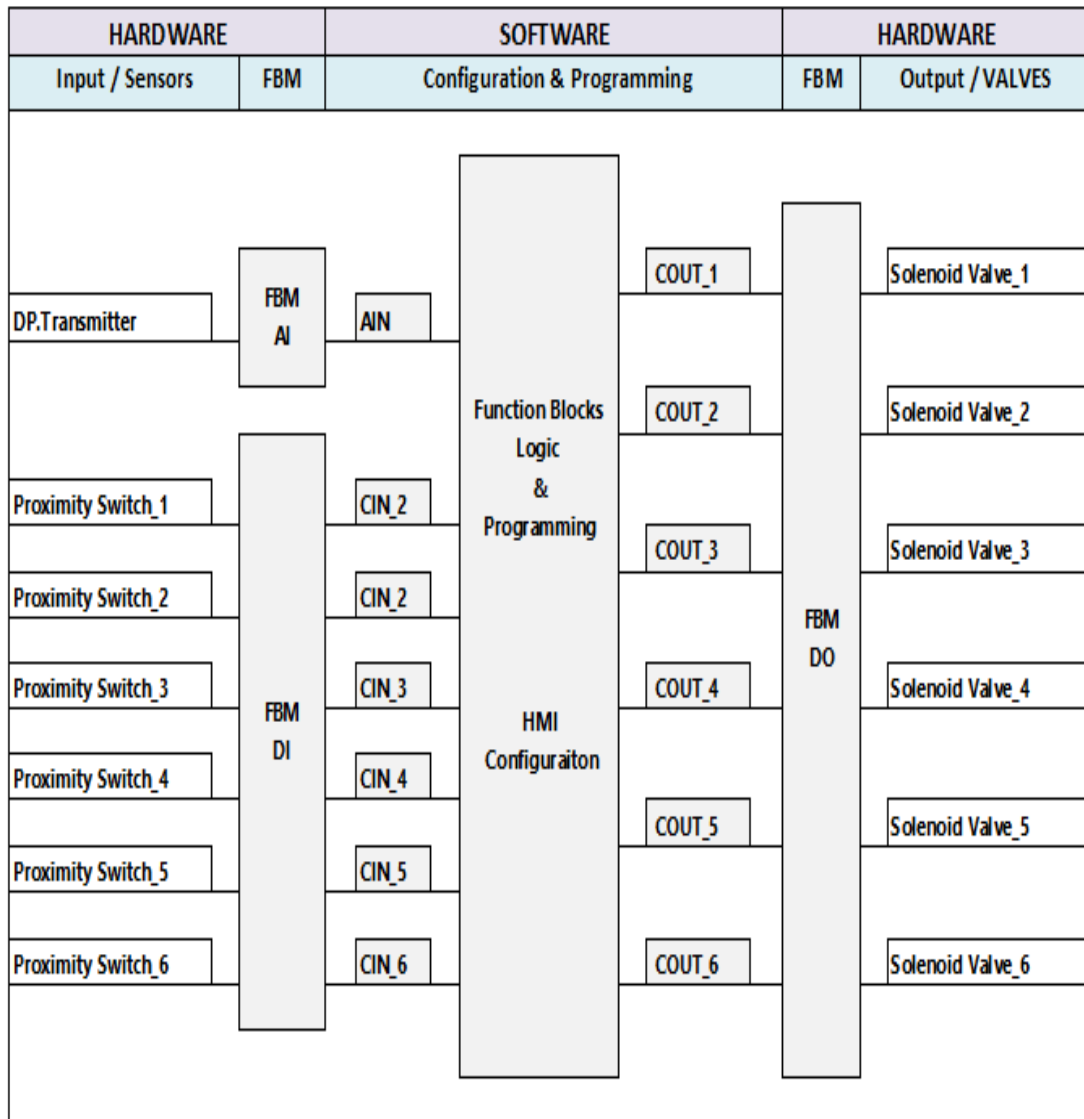 HARDWARE SOFTWARE HARDWARE
Input / Sensors FBM Configuration & Programming FBM Output / VALVES
COUT_1 Solenoid Valve_1
FBM
AI
DP.Transmitter AIN
COUT_2 Solenoid Valve_2
Function Blocks
Logic
&
Programming
Proximity Switch_1 CIN_2
COUT_3 Solenoid Valve_3
Proximity Switch_2 CIN_2
FBM
DO
Proximity Switch_3 CIN_3 COUT_4 Solenoid Valve_4
FBM
DI
HMI
Configuraiton
Proximity Switch_4 CIN_4
COUT_5 Solenoid Valve_5
Proximity Switch_5 CIN_5
Proximity Switch_6 CIN_6 COUT_6 Solenoid Valve_6